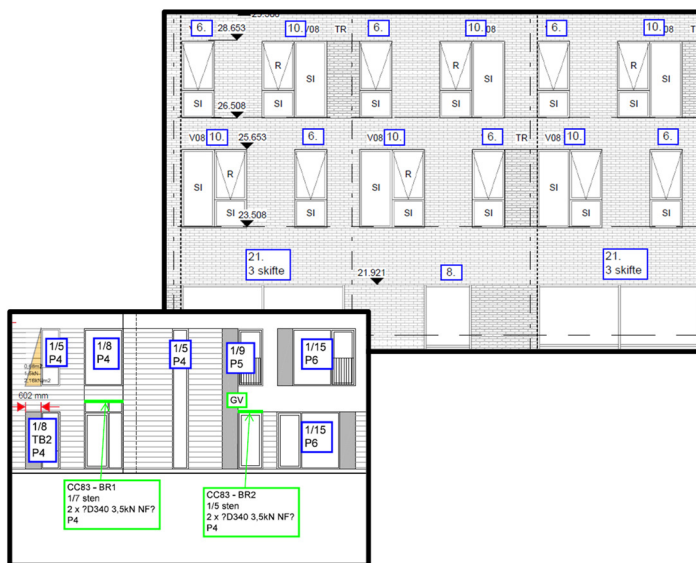 6.
10.
V08
TR
6.
10.
08
6.
10.
V08
28.653
R
R
R
SI
SI
SI
SI
SI
SI
26.508
V08
10.
25.653
6.
V08
10.
6.
TR
V08
10.
6.
SI
R
SI
R
SI
R
SI
SI
SI
SI
SI
SI
23.508
21.
3 skifte
21.921
8.
21.
3 skifte
1/5
P4
1/8
P4
1/5
P4
1/9
P5
1/15
P6
602 mm
GV
1/8
TB2
P4
1/15
P6
CC83 - BR1
1/7 sten
2 x ?D340 3,5kN NF?
P4
CC83 - BR2
1/5 sten
2 x ?D340 3,5kN NF?
P4